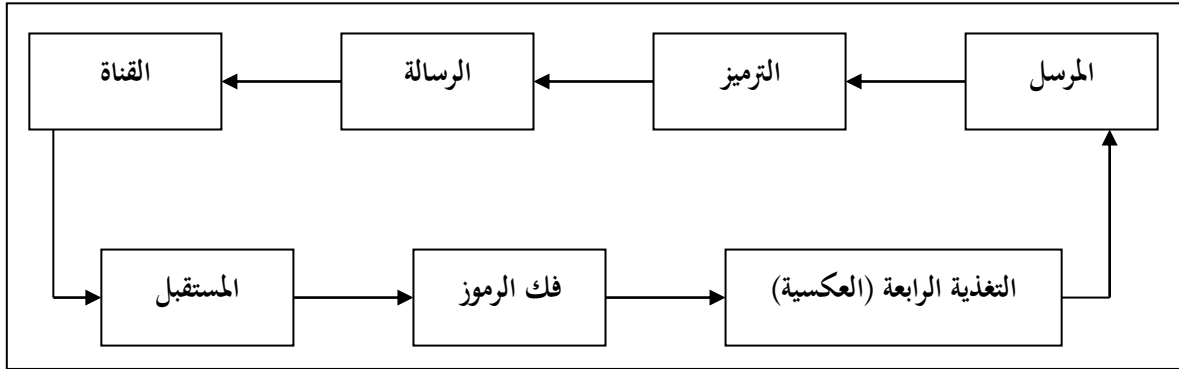 المرسل
الترميز
الرسالة
القناة
المستقبل
فك الرموز
التغذية الرابعة (العكسية)